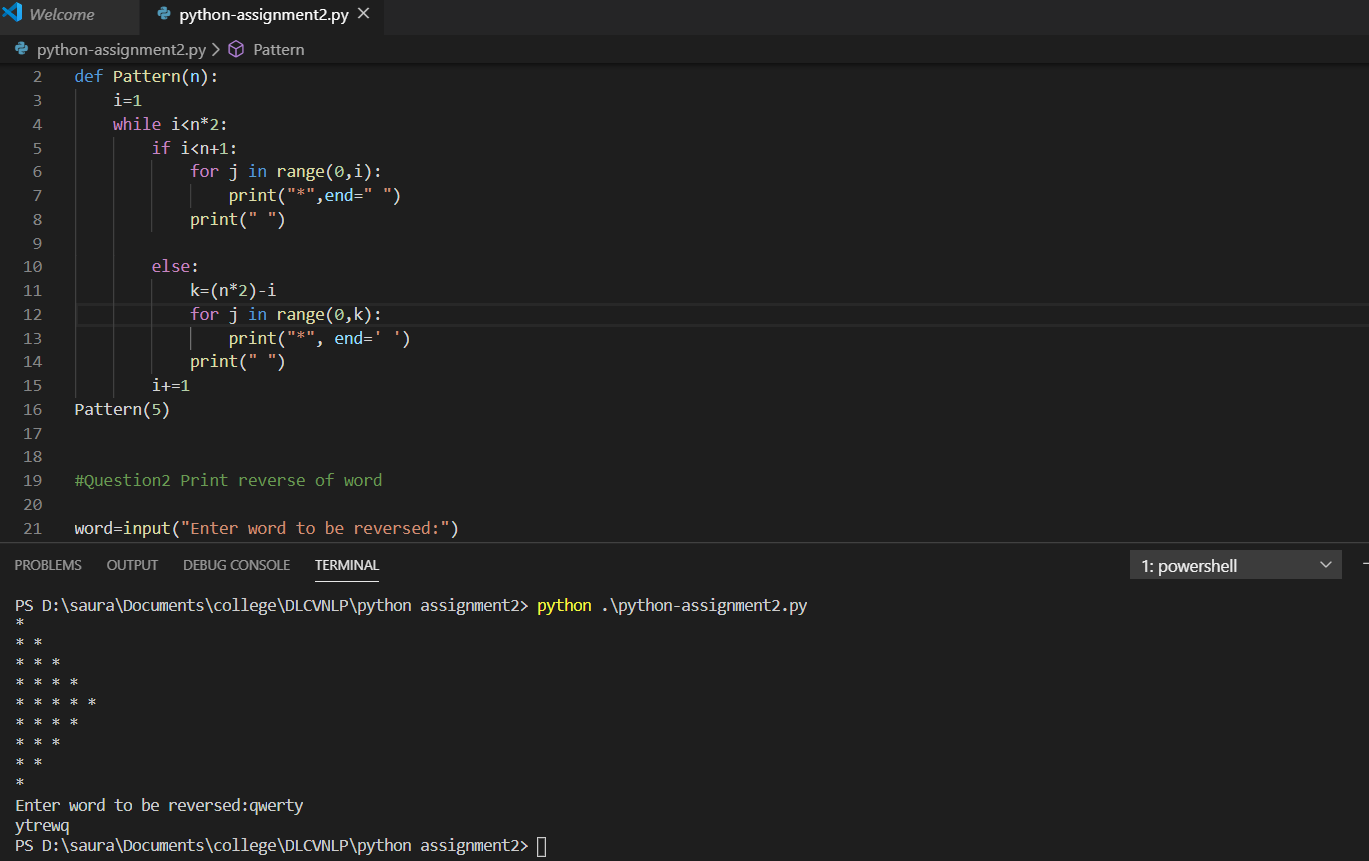 Welcome python-assignment2.py ×
python-assignment2.py > Pattern
2 def Pattern(n):
3     i=1
4     while i<n*2:
5         if i<n+1:
6             for j in range(0,i):
7                 print("*",end=" ")
8             print(" ")
9
10         else:
11             k=(n*2)-i
12             for j in range(0,k):
13                 print("*", end=' ')
14             print(" ")
15         i+=1
16 Pattern(5)
17
18
19 #Question2 Print reverse of word
20
21 word=input("Enter word to be reversed:")
PROBLEMS OUTPUT DEBUG CONSOLE TERMINAL 1: powershell
PS D:\saura\Documents\college\DLCVNLP\python assignment2> python .\python-assignment2.py
*
* *
* * *
* * * *
* * * * *
* * * *
* * *
* *
*
Enter word to be reversed:qwerty
ytrewq
PS D:\saura\Documents\college\DLCVNLP\python assignment2>